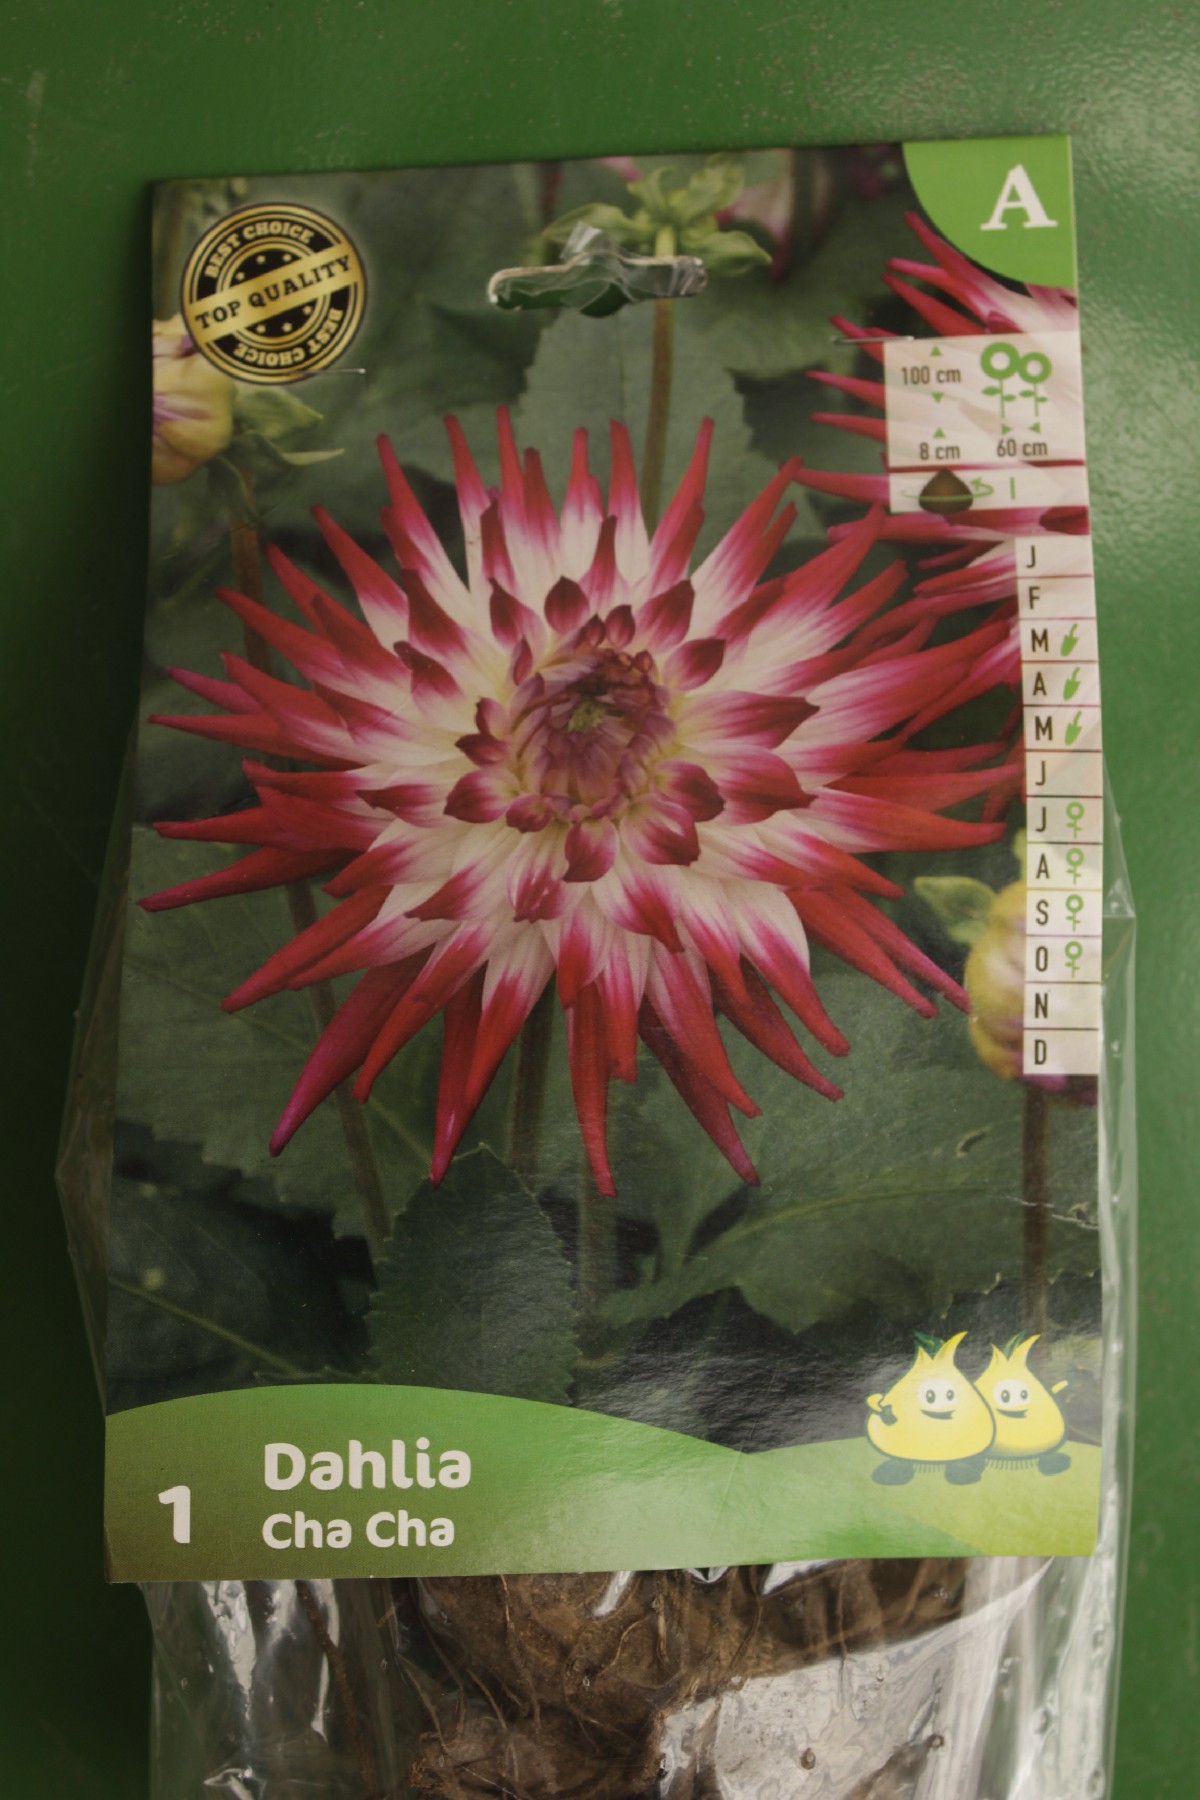 A
BEST CHOICE
TOP QUALITY
BEST CHOICE
100 cm
8 cm 60 cm
I
J
F
M
A
M
J
J
A
S
O
N
D
1
Dahlia
Cha Cha